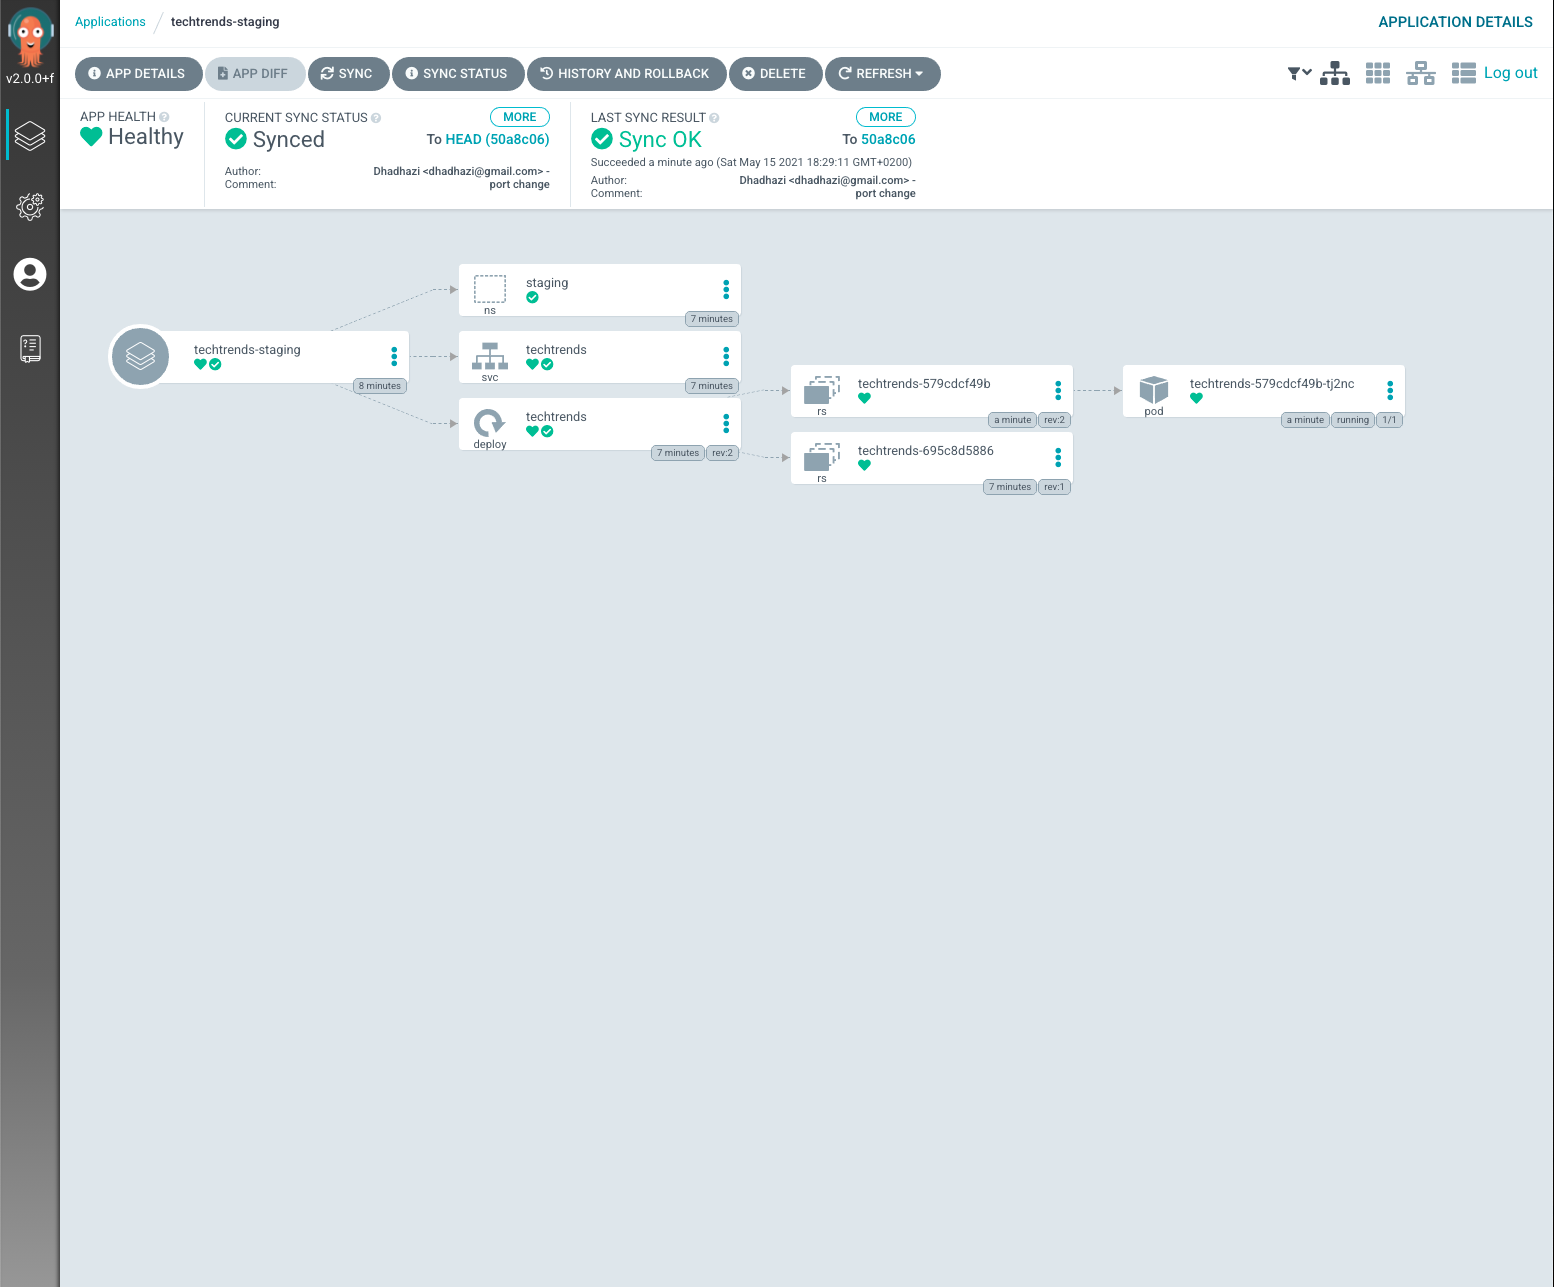 v2.0.0+f
Applications
techtrends-staging
APPLICATION DETAILS
APP DETAILS
APP DIFF
SYNC
SYNC STATUS
HISTORY AND ROLLBACK
DELETE
REFRESH
Log out
APP HEALTH
Healthy
CURRENT SYNC STATUS
MORE
Synced
To HEAD (50a8c06)
Author:
Dhadhazi <dhadhazi@gmail.com> -
Comment:
port change
LAST SYNC RESULT
MORE
Sync OK
To 50a8c06
Succeeded a minute ago (Sat May 15 2021 18:29:11 GMT+0200)
Author:
Dhadhazi <dhadhazi@gmail.com> -
Comment:
port change
techtrends-staging
8 minutes
staging
ns
7 minutes
techtrends
svc
7 minutes
techtrends
deploy
7 minutes
rev:2
techtrends-579cdcf49b
rs
a minute
rev:2
techtrends-695c8d5886
rs
7 minutes
rev:1
techtrends-579cdcf49b-tj2nc
pod
a minute
running
1/1